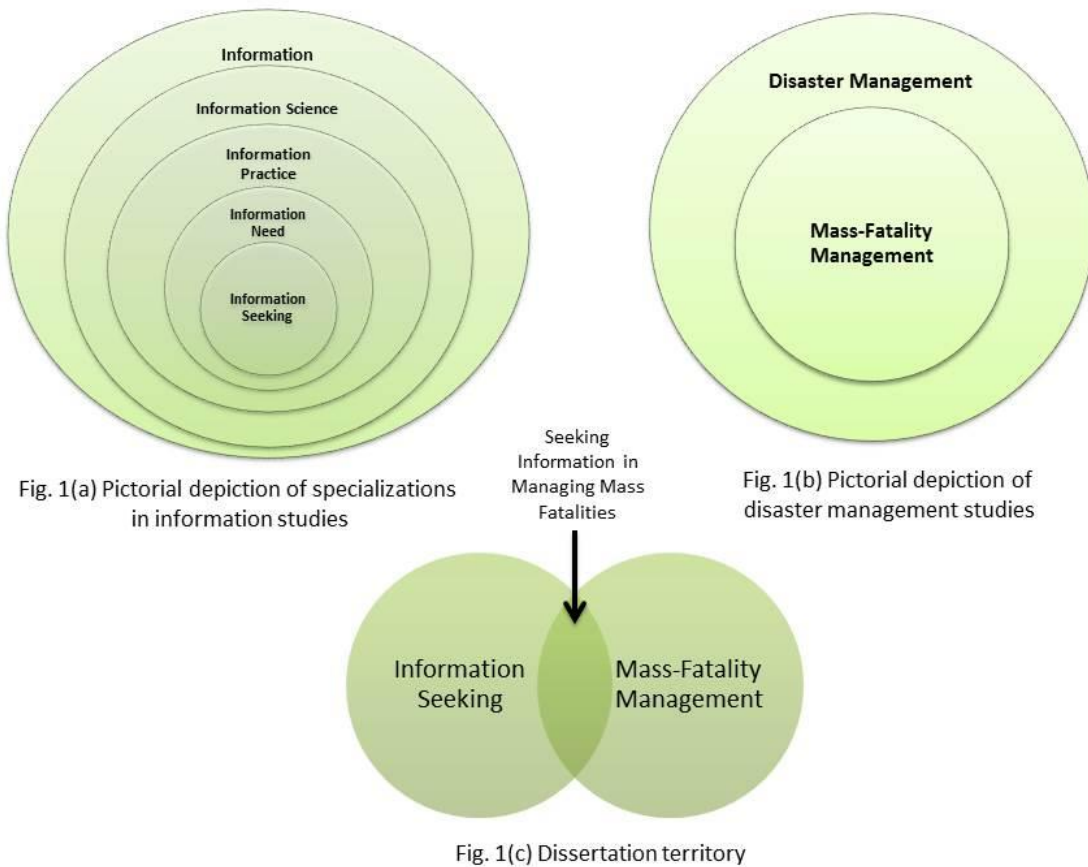 Information
Information Science
Information
Practice
Information
Need
Information
Seeking
Fig. 1(a) Pictorial depiction of specializations
in information studies
Disaster Management
Mass-Fatality
Management
Fig. 1(b) Pictorial depiction of
disaster management studies
Seeking
Information in
Managing Mass
Fatalities
Information
Seeking
Mass-Fatality
Management
Fig. 1(c) Dissertation territory